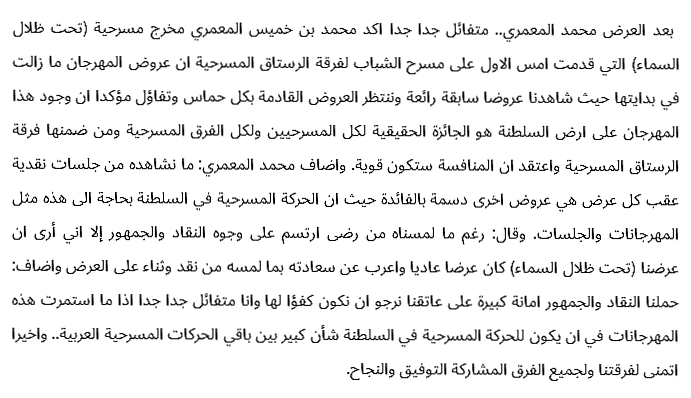 بعد العرض محمد المعمري.. متفائل جدا جدا اكد محمد بن خميس المعمري مخرج مسرحية (تحت ظلال
السماء) التي قدمت امس الاول على مسرح الشباب لفرقة الرستاق المسرحية ان عروض المهرجان ما زالت
في بدايتها حيث شاهدنا عروضا سابقة رائعة وننتظر العروض القادمة بكل حماس وتفاؤل مؤكدا ان وجود هذا
المهرجان على ارض السلطنة هو الجائزة الحقيقية لكل المسرحيين ولكل الفرق المسرحية ومن ضمنها فرقة
الرستاق المسرحية واعتقد ان المنافسة ستكون قوية. واضاف محمد المعمري: ما نشاهده من جلسات نقدية
عقب كل عرض هي عروض اخرى دسمة بالفائدة حيث ان الحركة المسرحية في السلطنة بحاجة الى هذه مثل
المهرجانات والجلسات. وقال: رغم ما لمسناه من رضى ارتسم على وجوه النقاد والجمهور إلا اني أرى ان
عرضنا (تحت ظلال السماء) كان عرضا عاديا واعرب عن سعادته بما لمسه من نقد وثناء على العرض واضاف:
حملنا النقاد والجمهور امانة كبيرة على عاتقنا نرجو ان نكون كفؤا لها وانا متفائل جدا جدا اذا ما استمرت هذه
المهرجانات في ان يكون للحركة المسرحية في السلطنة شأن كبير بين باقي الحركات المسرحية العربية.. واخيرا
اتمنى لفرقتنا ولجميع الفرق المشاركة التوفيق والنجاح.